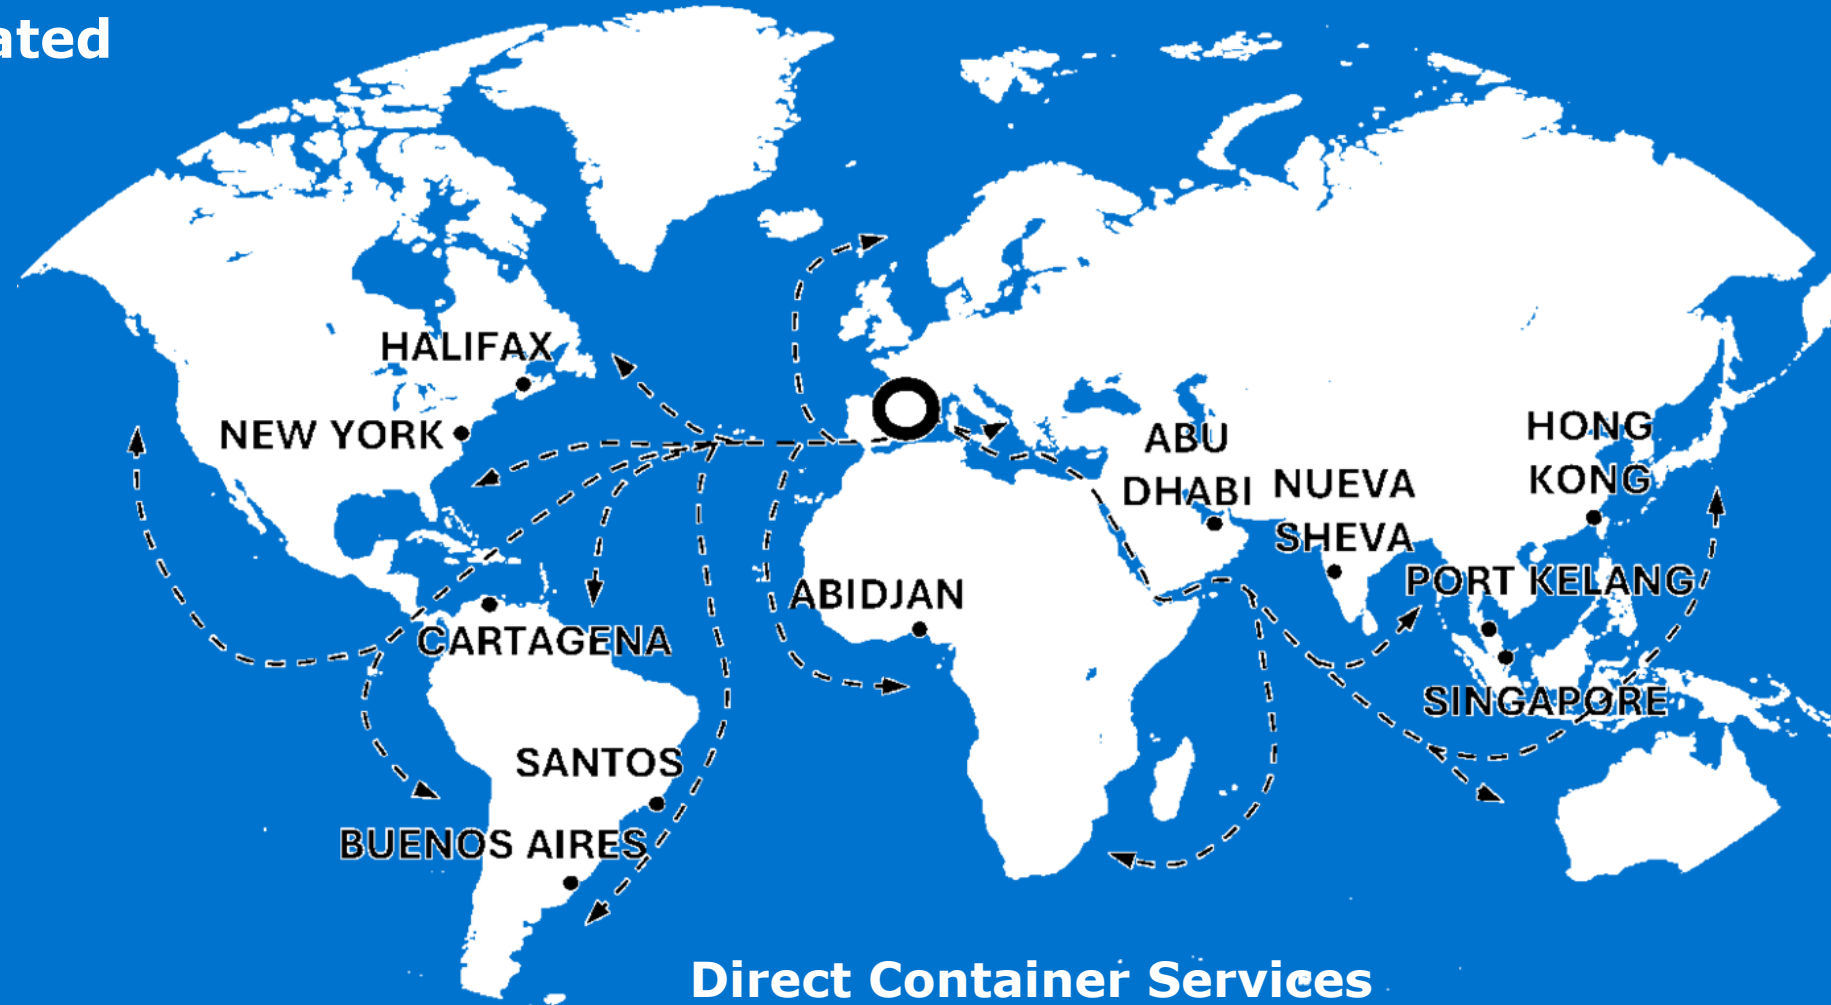 ated
HALIFAX
NEW YORK
ABU
DHABI
NUEVA
SHEVA
HONG
KONG
PORT KELANG
ABIDJAN
CARTAGENA
SINGAPORE
SANTOS
BUENOS AIRES
Direct Container Services